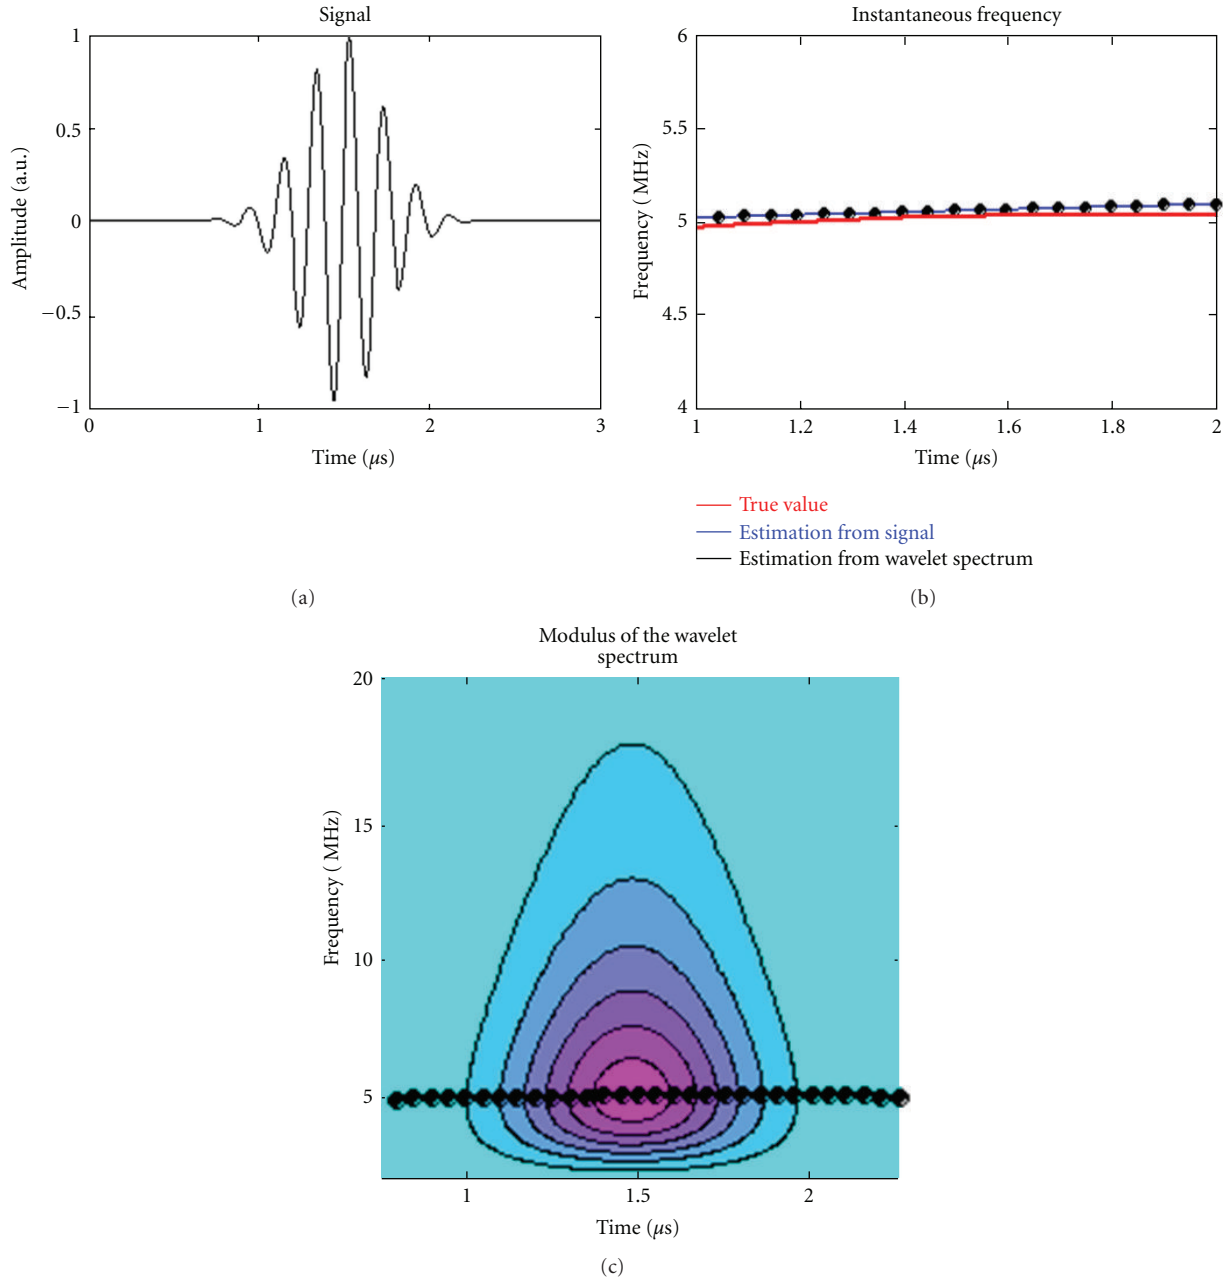 Signal
1
0.5
0
−0.5
−1
Amplitude (a.u.)
0 1 2 3
Time (μs)
(a)
Instantaneous frequency
6
5.5
5
4.5
4
Frequency ( MHz)
1 1.2 1.4 1.6 1.8 2
Time (μs)
True value
Estimation from signal
Estimation from wavelet spectrum
(b)
Modulus of the wavelet
spectrum
20
15
10
5
Frequency ( MHz)
1 1.5 2
Time (μs)
(c)